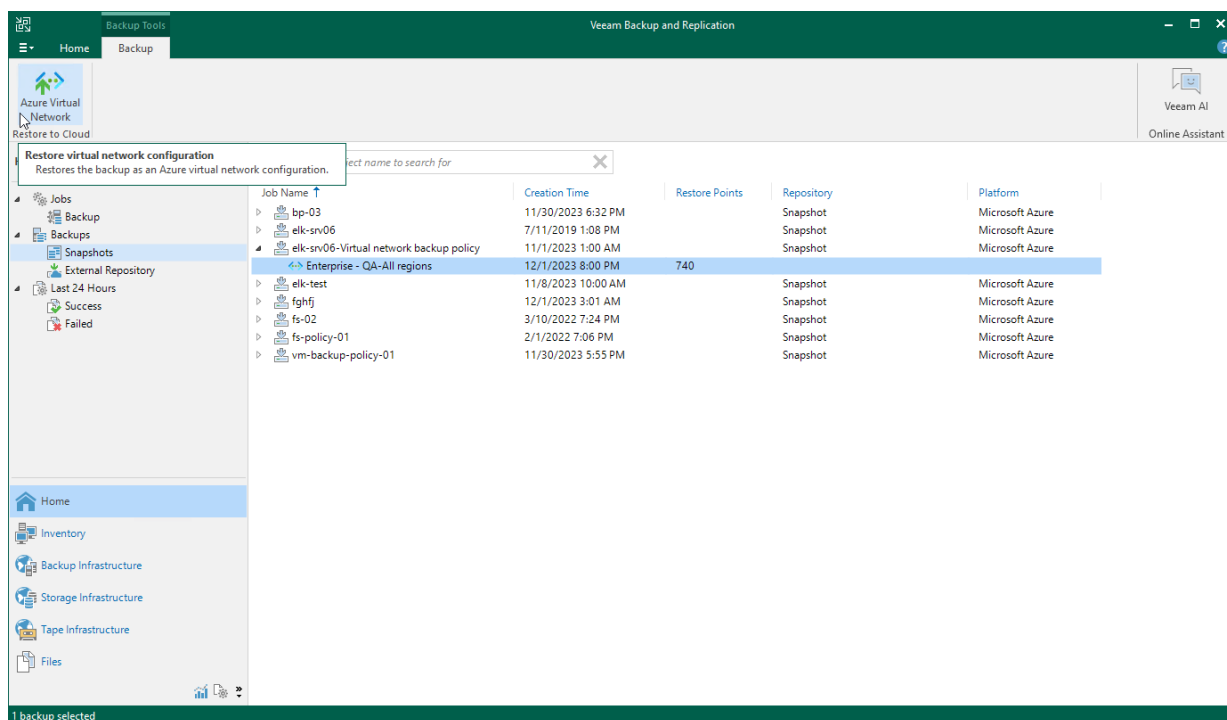 Backup Tools
Veeam Backup and Replication
Home Backup
Azure Virtual
Network
Restore to Cloud
Veeam AI
Online Assistant
Restore virtual network configuration
Restores the backup as an Azure virtual network configuration.
ject name to search for
Jobs
Backup
Backups
Snapshots
External Repository
Last 24 Hours
Success
Failed
Job Name Creation Time Restore Points Repository Platform
bp-03 11/30/2023 6:32 PM Snapshot Microsoft Azure
elk-srv06 7/11/2019 1:08 PM Snapshot Microsoft Azure
elk-srv06-Virtual network backup policy 11/1/2023 1:00 AM Snapshot Microsoft Azure
Enterprise - QA-All regions 12/1/2023 8:00 PM 740
elk-test 11/8/2023 10:00 AM Snapshot Microsoft Azure
fghfj 12/1/2023 3:01 AM Snapshot Microsoft Azure
fs-02 3/10/2022 7:24 PM Snapshot Microsoft Azure
fs-policy-01 2/1/2022 7:06 PM Snapshot Microsoft Azure
vm-backup-policy-01 11/30/2023 5:55 PM Snapshot Microsoft Azure
Home
Inventory
Backup Infrastructure
Storage Infrastructure
Tape Infrastructure
Files
1 backup selected